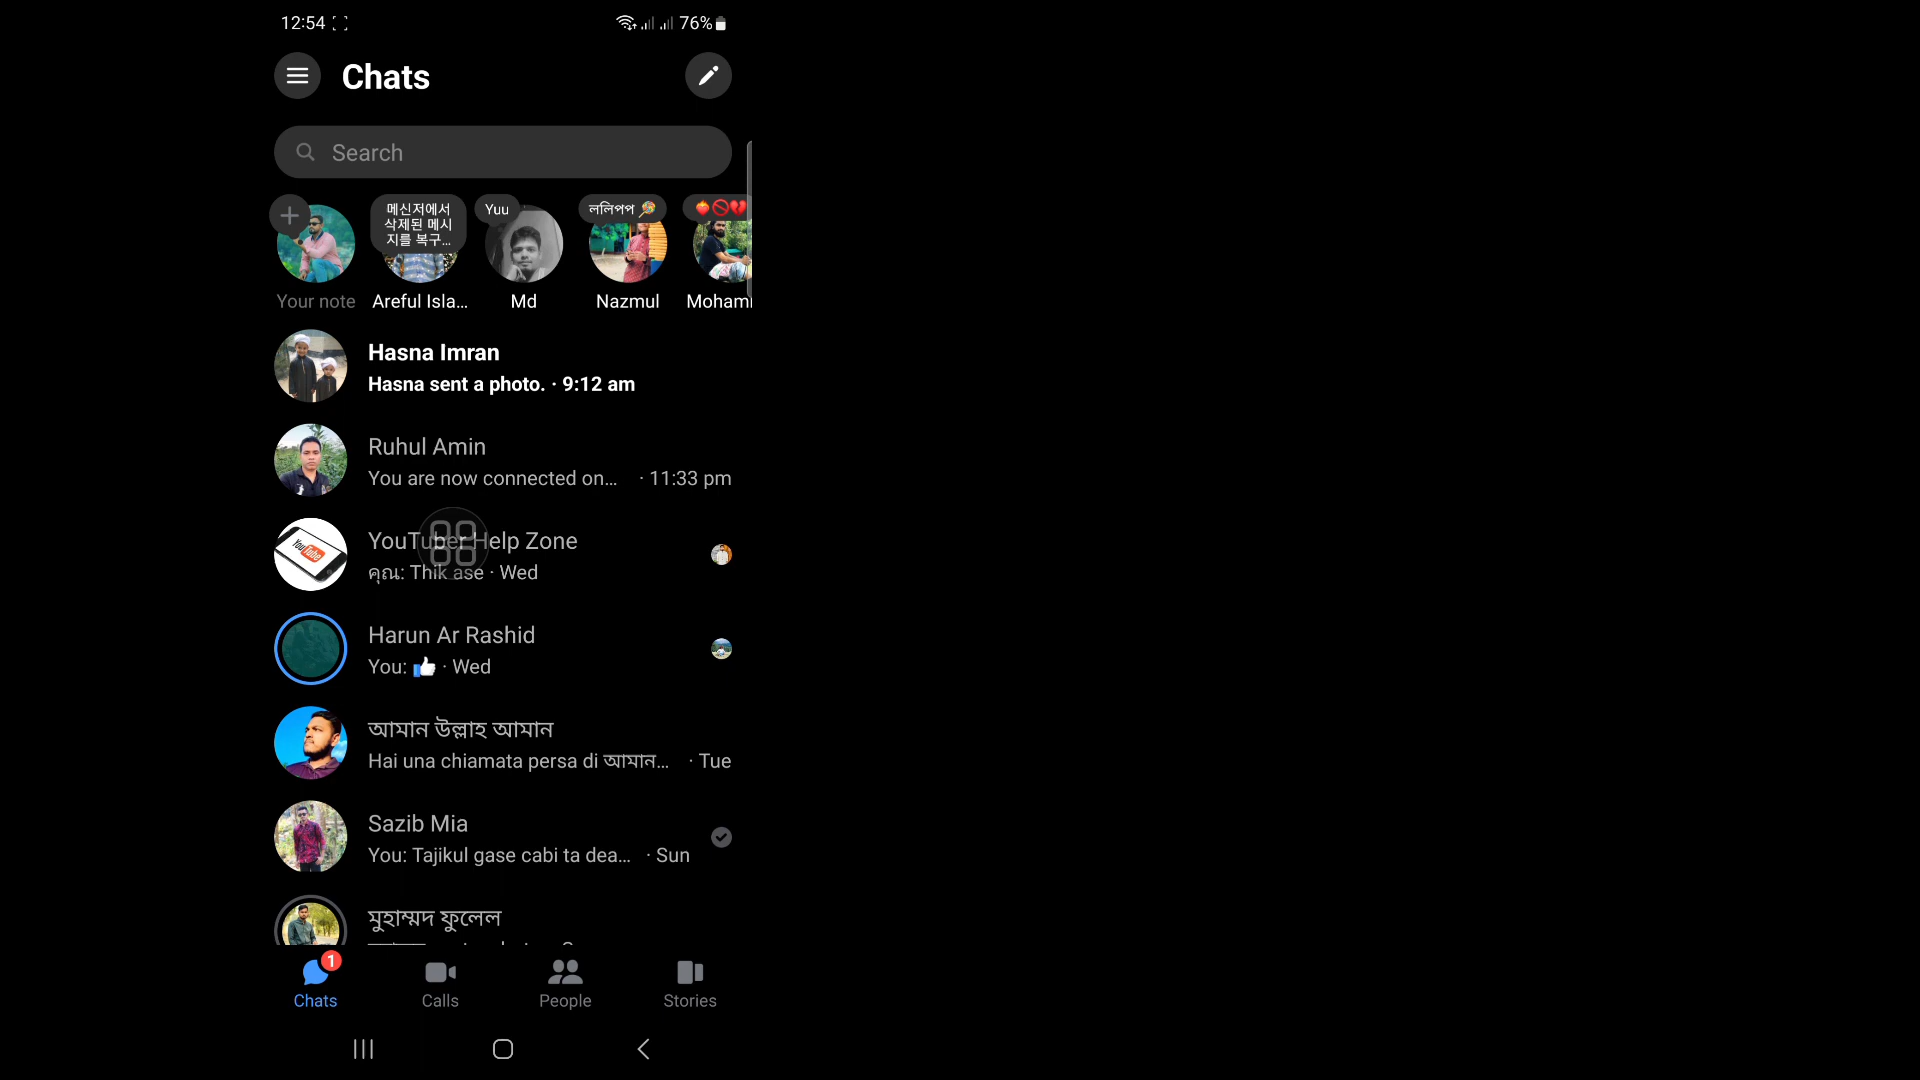 12:54
76%
Chats
Search
메신저에서
삭제된 메시
지를 복구...
Yuu
ললিপপ 🍭
❤️‍🔥🚫💔
Your note
Areful Isla...
Md
Nazmul
Moham
Hasna Imran
Hasna sent a photo. · 9:12 am
Ruhul Amin
You are now connected on... · 11:33 pm
YouTube
YouTuber Help Zone
คุณ: Thik ase · Wed
Harun Ar Rashid
You: 👍 · Wed
আমান উল্লাহ আমান
Hai una chiamata persa di আমান... · Tue
Sazib Mia
You: Tajikul gase cabi ta dea... · Sun
মুহাম্মদ ফুলেল
1
Chats
Calls
People
Stories